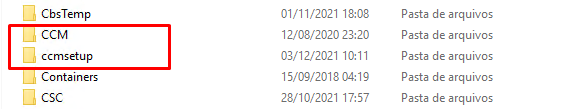 CbsTemp 01/11/2021 18:08 Pasta de arquivos
CCM 12/08/2020 23:20 Pasta de arquivos
ccmsetup 03/12/2021 10:11 Pasta de arquivos
Containers 15/09/2018 04:19 Pasta de arquivos
CSC 28/10/2021 17:57 Pasta de arquivos